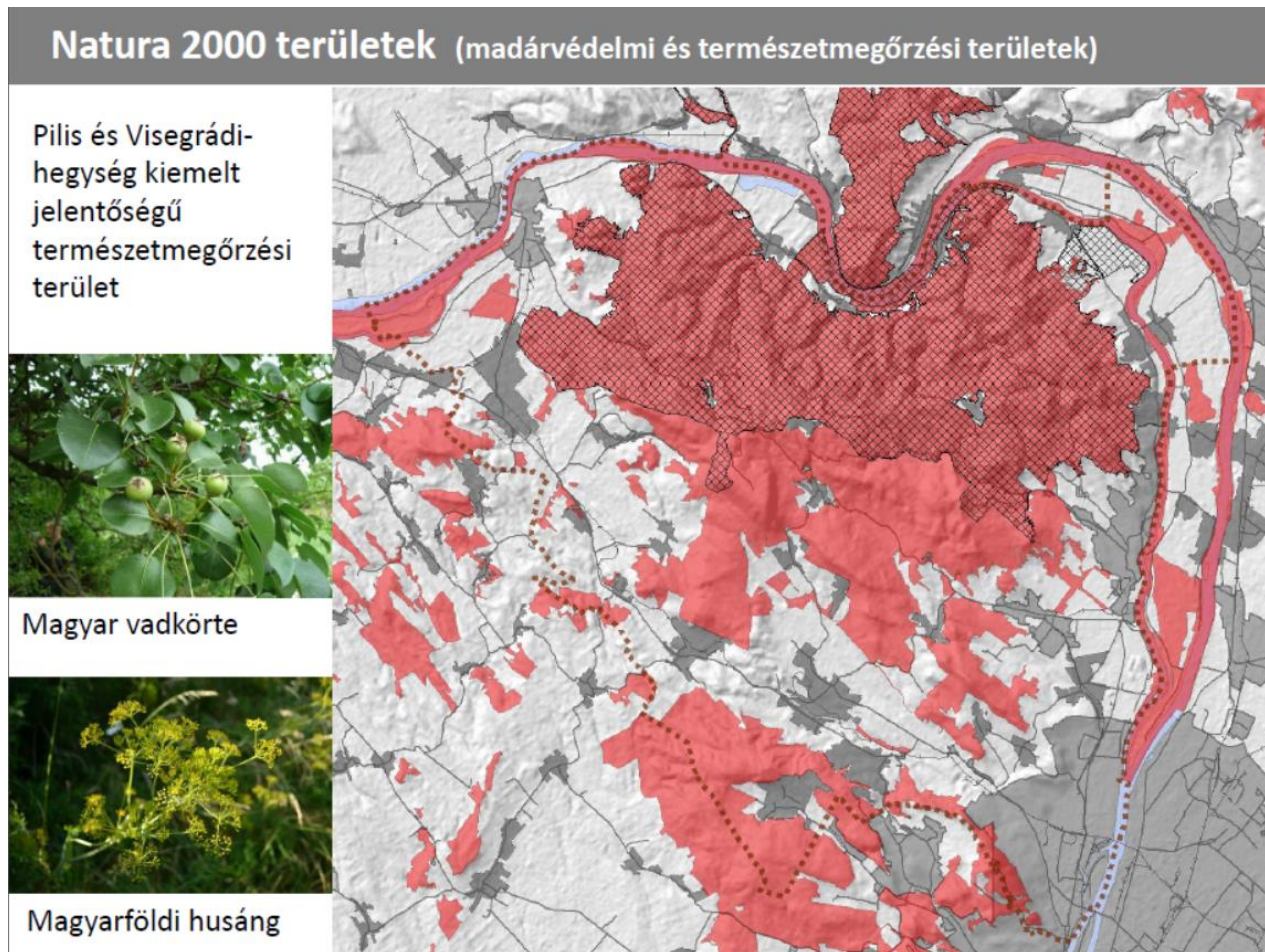 Natura 2000 területek (madárvédelmi és természetmegőrzési területek)
Pilis és Visegrádi-
hegység kiemelt
jelentőségű
természetmegőrzési
terület
Magyar vadkörte
Magyarföldi husáng